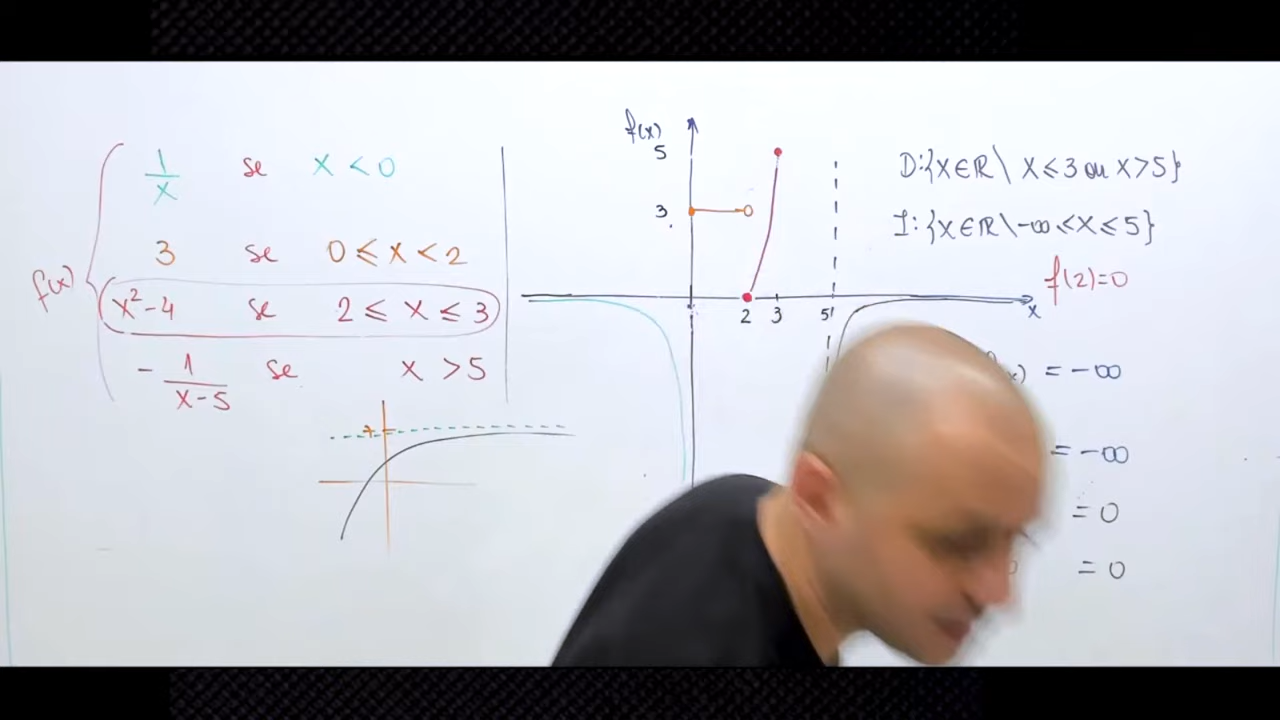 f(x)
1/x se x < 0
3 se 0 ≤ x < 2
x²-4 se 2 ≤ x ≤ 3
- 1/(x-5) se x > 5
f(x)
5
3
2 3 5
x
D:{x∈ℝ\ x≤3 ou x>5}
I:{x∈ℝ\-∞<x≤5}
f(2)=0
= -∞
= -∞
= 0
= 0